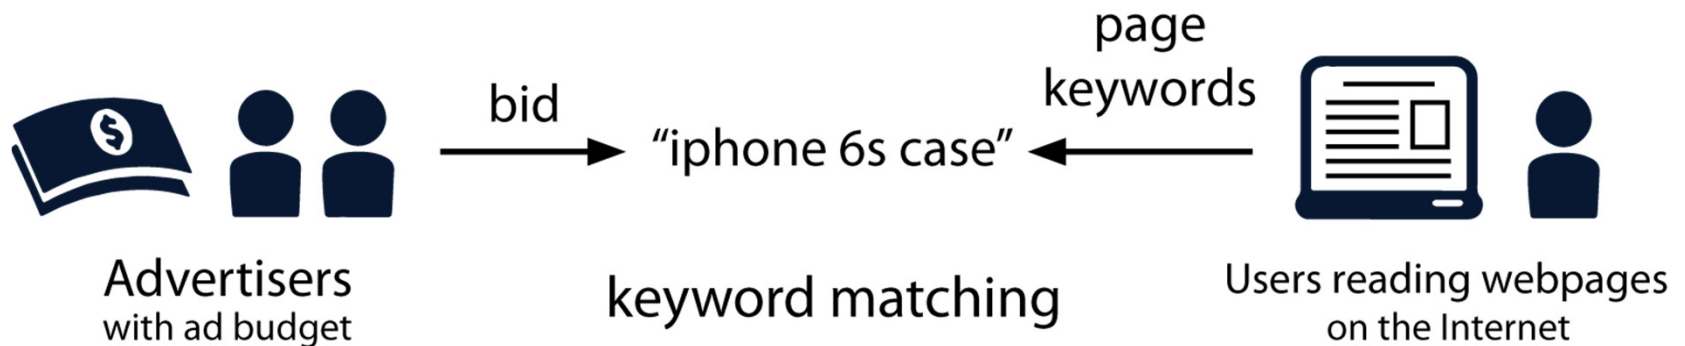 bid
“iphone 6s case”
page
keywords
Advertisers
with ad budget
keyword matching
Users reading webpages
on the Internet